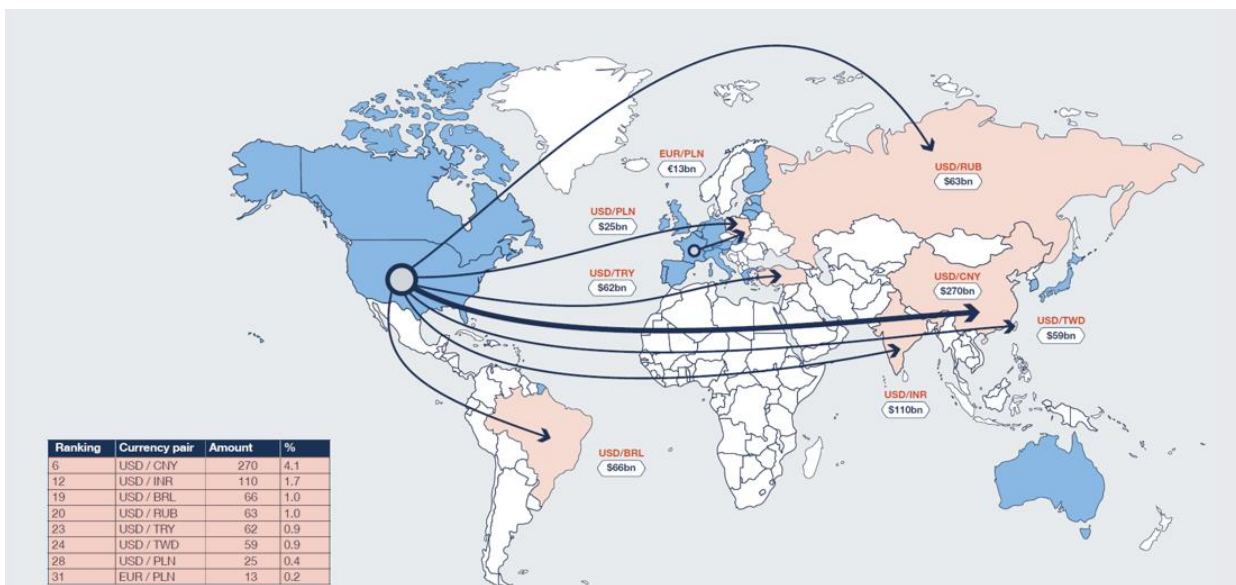 EUR/PLN
€13bn
USD/RUB
$63bn
USD/PLN
$25bn
USD/TRY
$62bn
USD/CNY
$270bn
USD/TWD
$59bn
USD/INR
$110bn
USD/BRL
$66bn
Ranking Currency pair Amount %
6 USD / CNY 270 4.1
12 USD / INR 110 1.7
19 USD / BRL 66 1.0
20 USD / RUB 63 1.0
23 USD / TRY 62 0.9
24 USD / TWD 59 0.9
28 USD / PLN 25 0.4
31 EUR / PLN 13 0.2